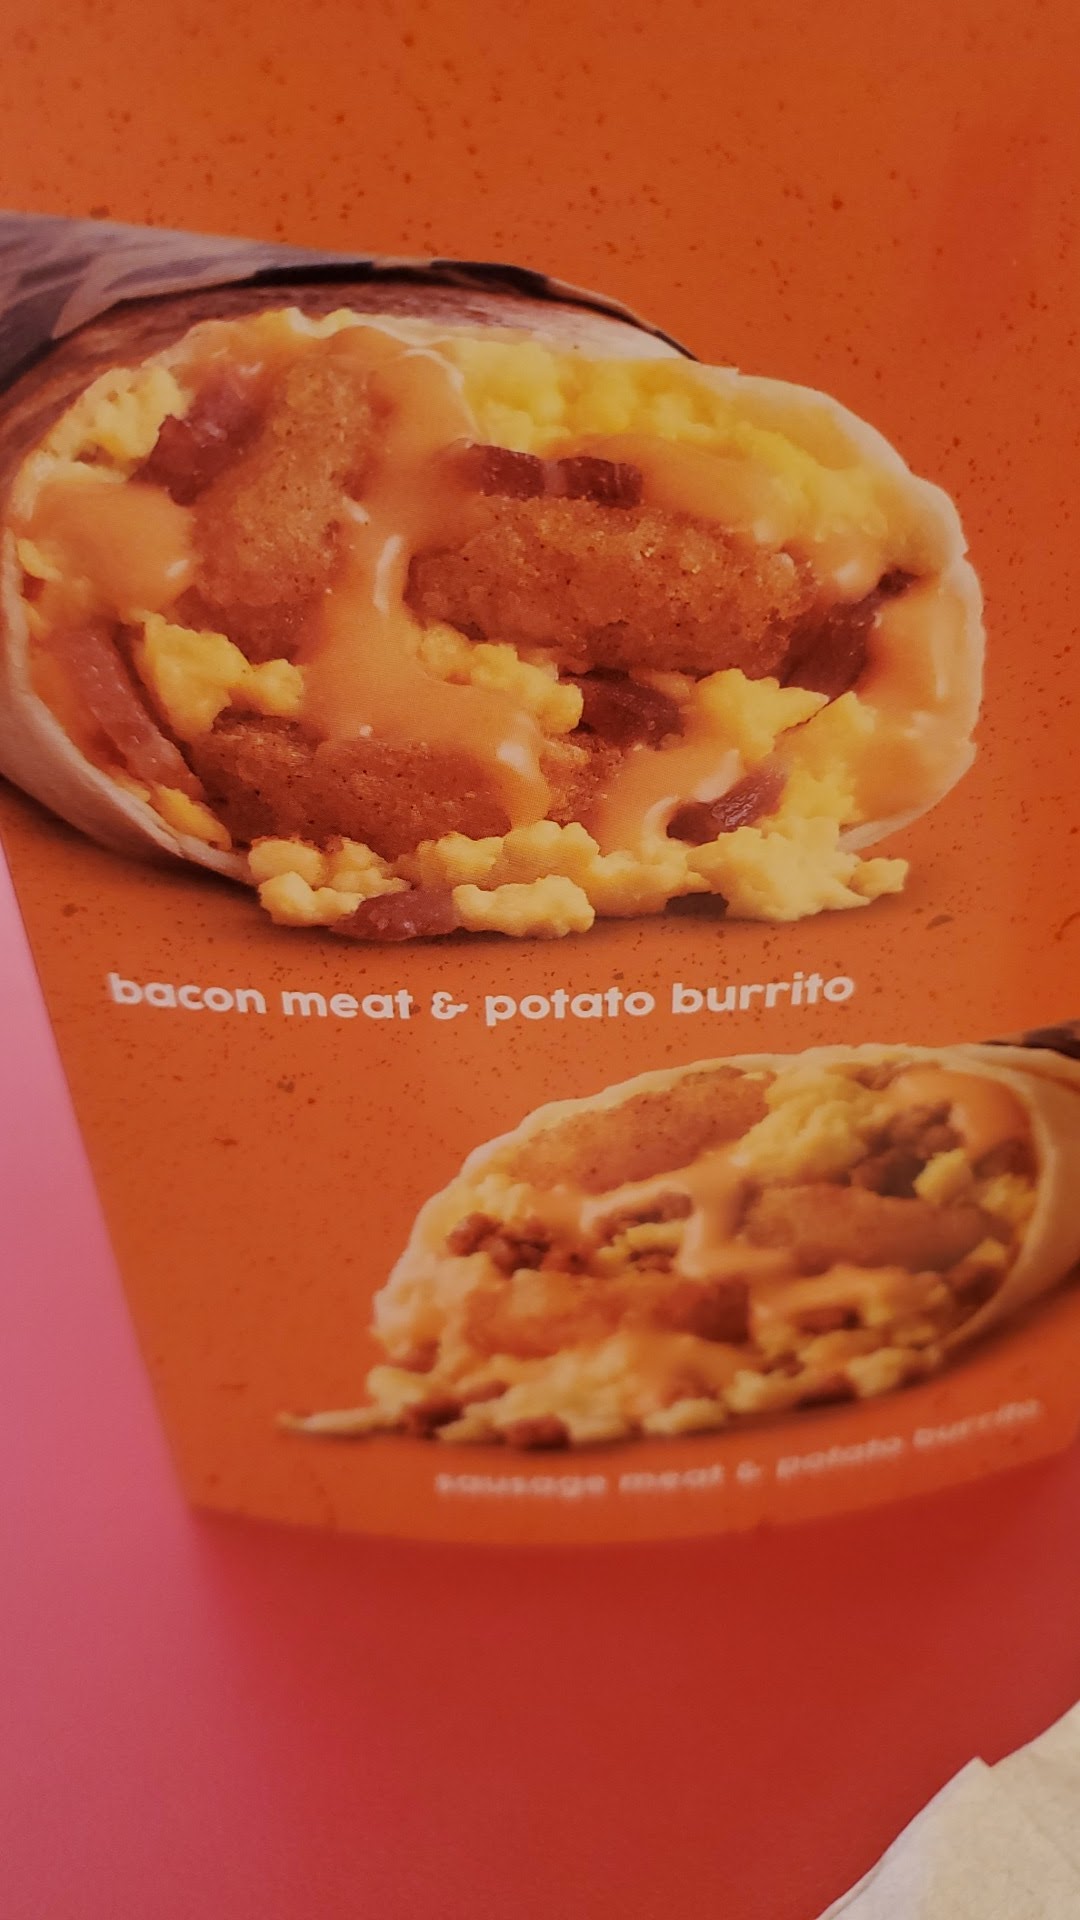 bacon meat & potato burrito
sausage meat & potato burrito